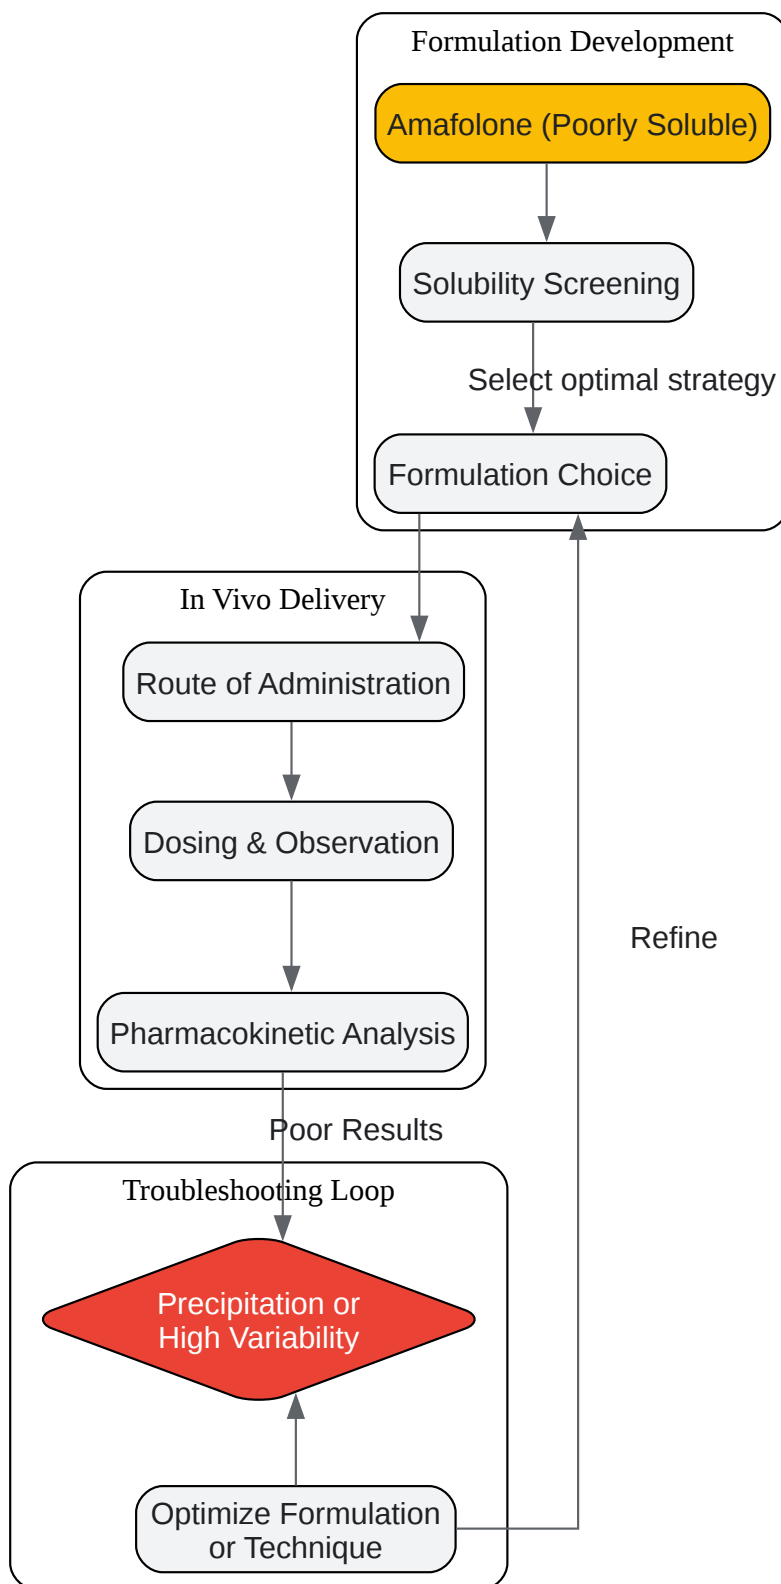 Formulation Development
Amafolone (Poorly Soluble)
Solubility Screening
Select optimal strategy
Formulation Choice
In Vivo Delivery
Route of Administration
Dosing & Observation
Refine
Pharmacokinetic Analysis
Poor Results
Troubleshooting Loop
Precipitation or
High Variability
Optimize Formulation
or Technique